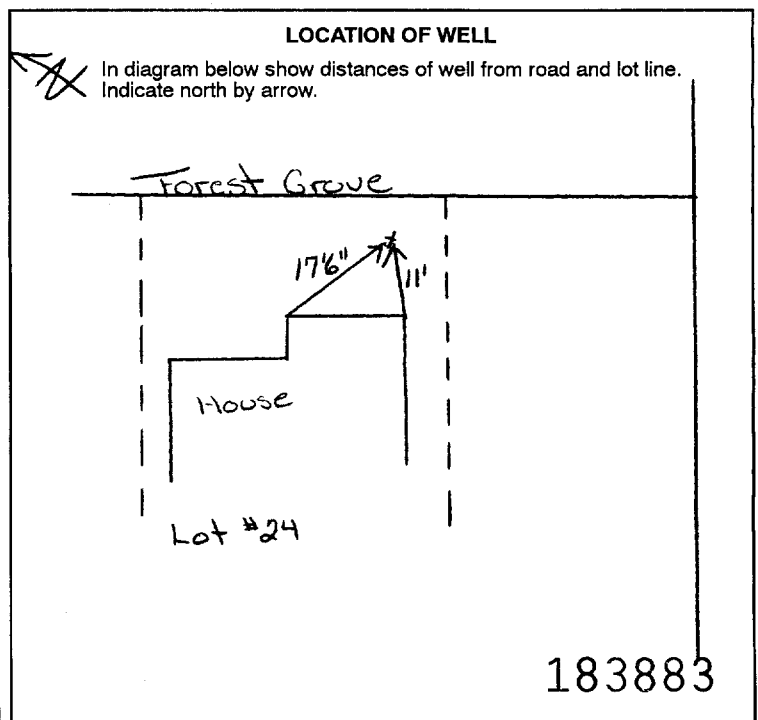 LOCATION OF WELL
In diagram below show distances of well from road and lot line.
Indicate north by arrow.
N
Forest Grove
17'6"
11'
House
Lot #24
183883